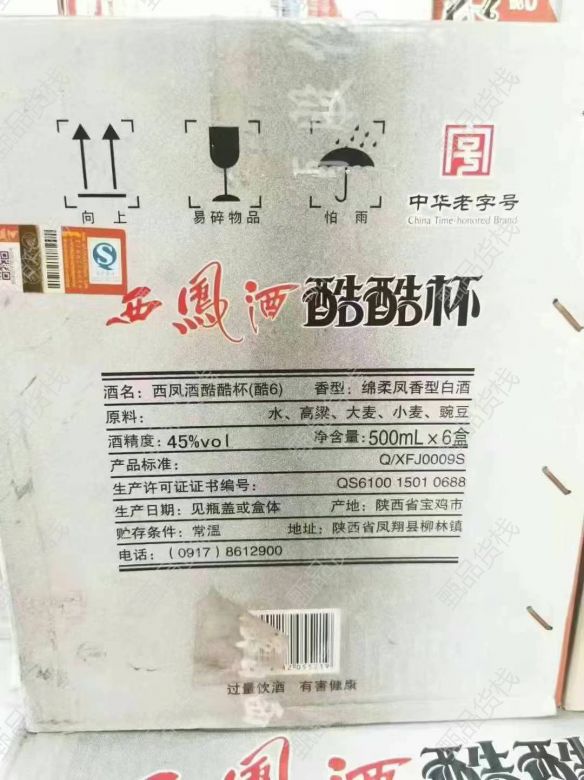 向上
易碎物品
怕雨
中华老字号
China Time-honored Brand
西鳳酒 酷酷杯
酒名：西凤酒酷酷杯(酷6) 香型：绵柔凤香型白酒
原料： 水、高粱、大麦、小麦、豌豆
酒精度：45%vol 净含量：500mL×6盒
产品标准： Q/XFJ0009S
生产许可证证书编号： QS6100 1501 0688
生产日期：见瓶盖或盒体 产地：陕西省宝鸡市
贮存条件：常温 地址：陕西省凤翔县柳林镇
电话：（0917）8612900
过量饮酒 有害健康
西鳳酒